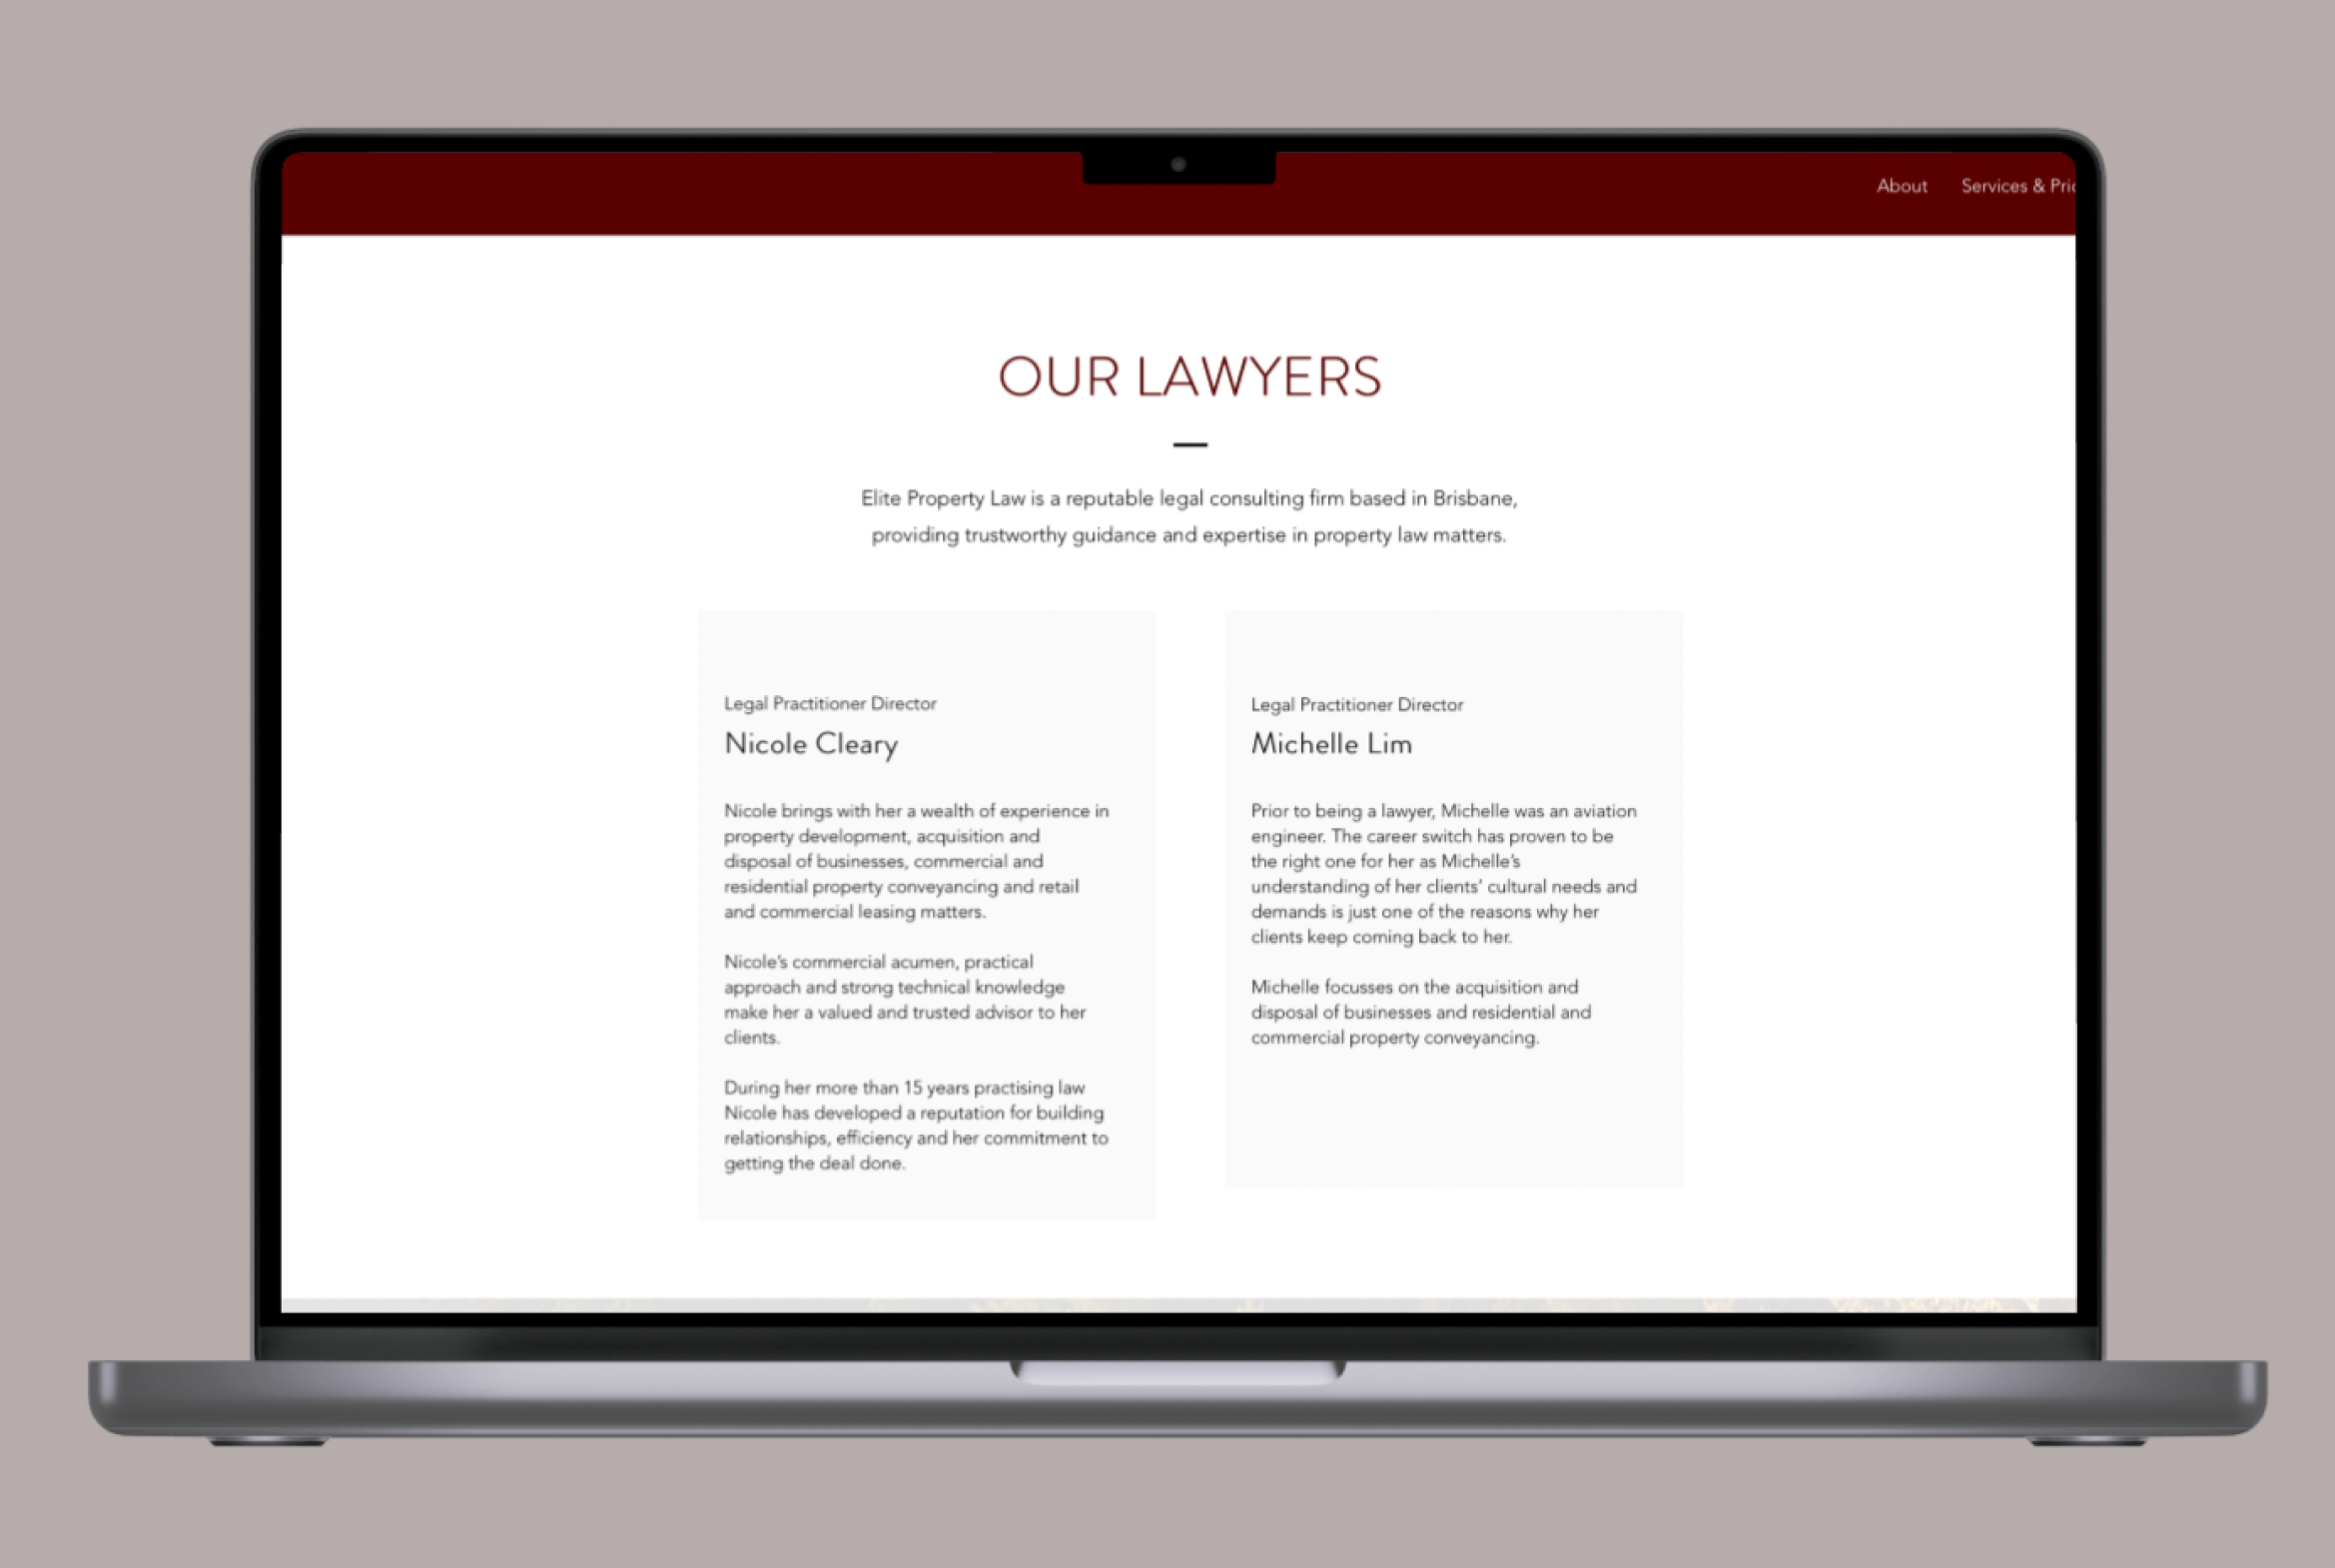 About Services & Pric
OUR LAWYERS
Elite Property Law is a reputable legal consulting firm based in Brisbane,
providing trustworthy guidance and expertise in property law matters.
Legal Practitioner Director
Nicole Cleary
Nicole brings with her a wealth of experience in
property development, acquisition and
disposal of businesses, commercial and
residential property conveyancing and retail
and commercial leasing matters.
Nicole’s commercial acumen, practical
approach and strong technical knowledge
make her a valued and trusted advisor to her
clients.
During her more than 15 years practising law
Nicole has developed a reputation for building
relationships, efficiency and her commitment to
getting the deal done.
Legal Practitioner Director
Michelle Lim
Prior to being a lawyer, Michelle was an aviation
engineer. The career switch has proven to be
the right one for her as Michelle’s
understanding of her clients’ cultural needs and
demands is just one of the reasons why her
clients keep coming back to her.
Michelle focusses on the acquisition and
disposal of businesses and residential and
commercial property conveyancing.